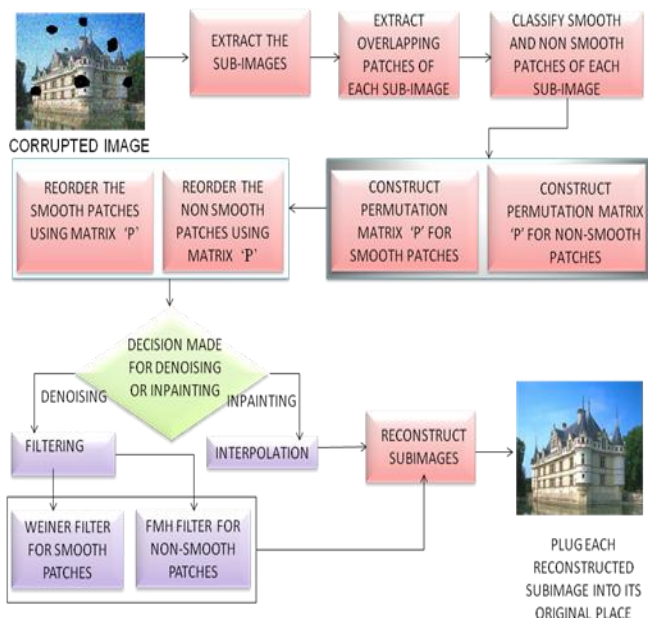 EXTRACT THE
SUB-IMAGES
EXTRACT
OVERLAPPING
PATCHES OF
EACH SUB-IMAGE
CLASSIFY SMOOTH
AND NON SMOOTH
PATCHES OF EACH
SUB-IMAGE
CORRUPTED IMAGE
REORDER THE
SMOOTH PATCHES
USING MATRIX 'P'
REORDER THE
NON SMOOTH
PATCHES USING
MATRIX 'P'
CONSTRUCT
PERMUTATION
MATRIX 'P' FOR
SMOOTH PATCHES
CONSTRUCT
PERMUTATION MATRIX
'P' FOR NON-SMOOTH
PATCHES
DECISION MADE
FOR DENOISING
OR INPAINTING
DENOISING
INPAINTING
FILTERING
INTERPOLATION
RECONSTRUCT
SUBIMAGES
WEINER FILTER
FOR SMOOTH
PATCHES
FMH FILTER FOR
NON-SMOOTH
PATCHES
PLUG EACH
RECONSTRUCTED
SUBIMAGE INTO ITS
ORIGINAL PLACE